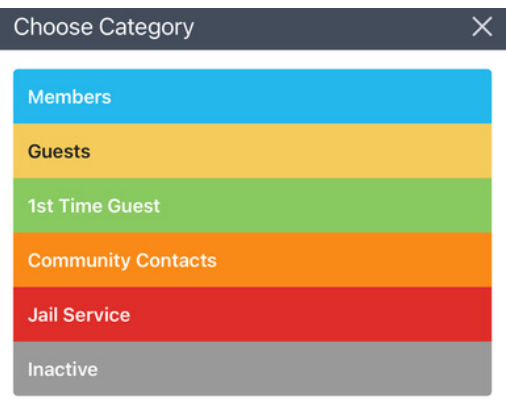 Choose Category
Members
Guests
1st Time Guest
Community Contacts
Jail Service
Inactive